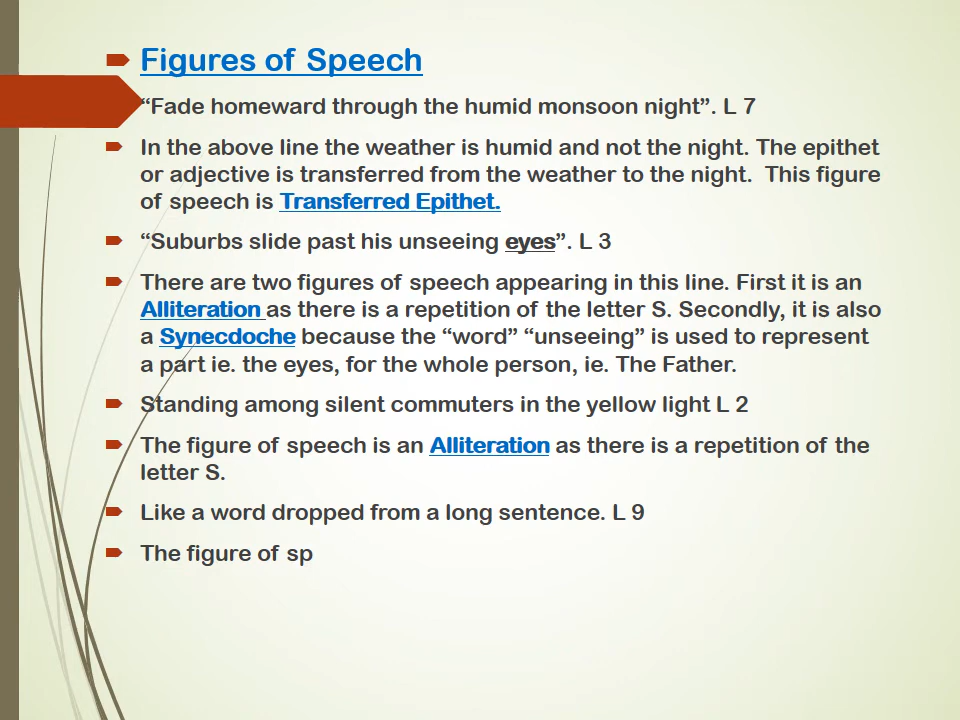 Figures of Speech
“Fade homeward through the humid monsoon night”. L 7
In the above line the weather is humid and not the night. The epithet
or adjective is transferred from the weather to the night. This figure
of speech is Transferred Epithet.
“Suburbs slide past his unseeing eyes”. L 3
There are two figures of speech appearing in this line. First it is an
Alliteration as there is a repetition of the letter S. Secondly, it is also
a Synecdoche because the “word” “unseeing” is used to represent
a part ie. the eyes, for the whole person, ie. The Father.
Standing among silent commuters in the yellow light L 2
The figure of speech is an Alliteration as there is a repetition of the
letter S.
Like a word dropped from a long sentence. L 9
The figure of sp